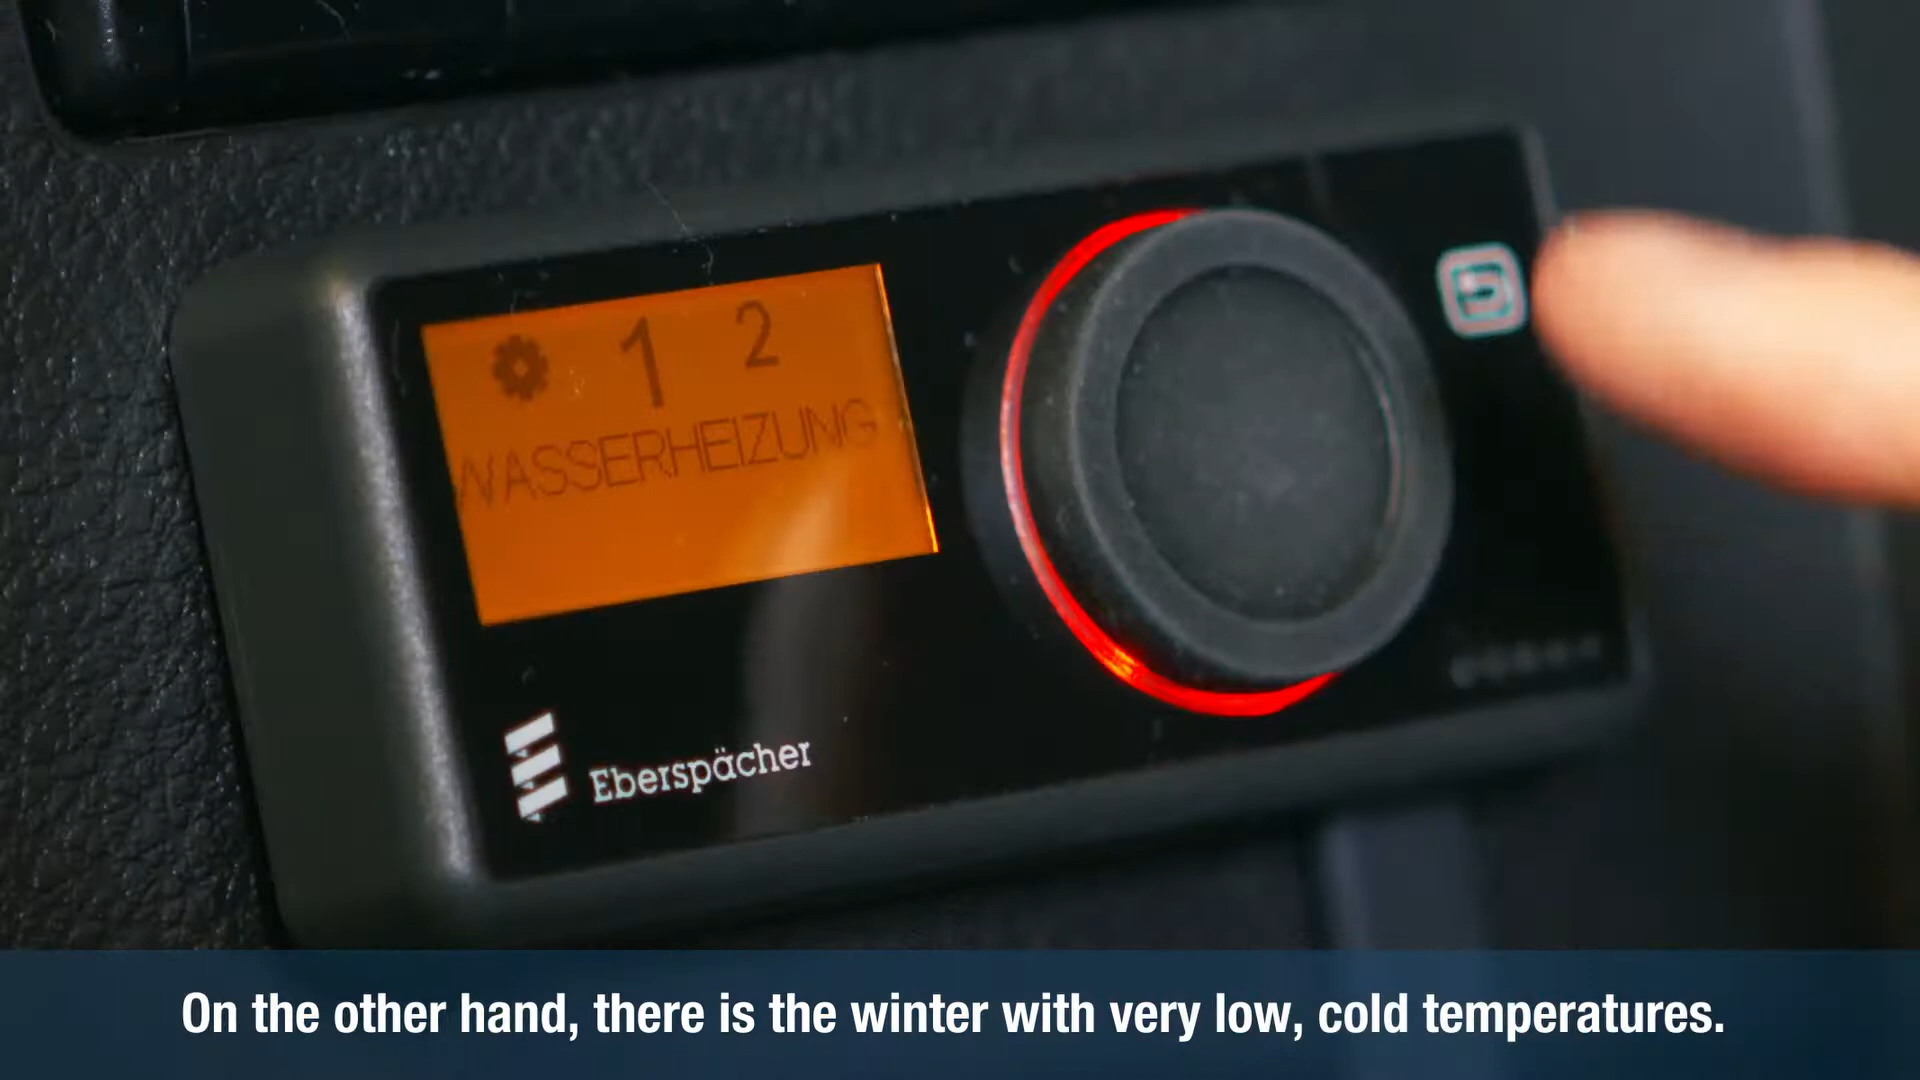 1 2
WASSERHEIZUNG
Eberspächer
On the other hand, there is the winter with very low, cold temperatures.